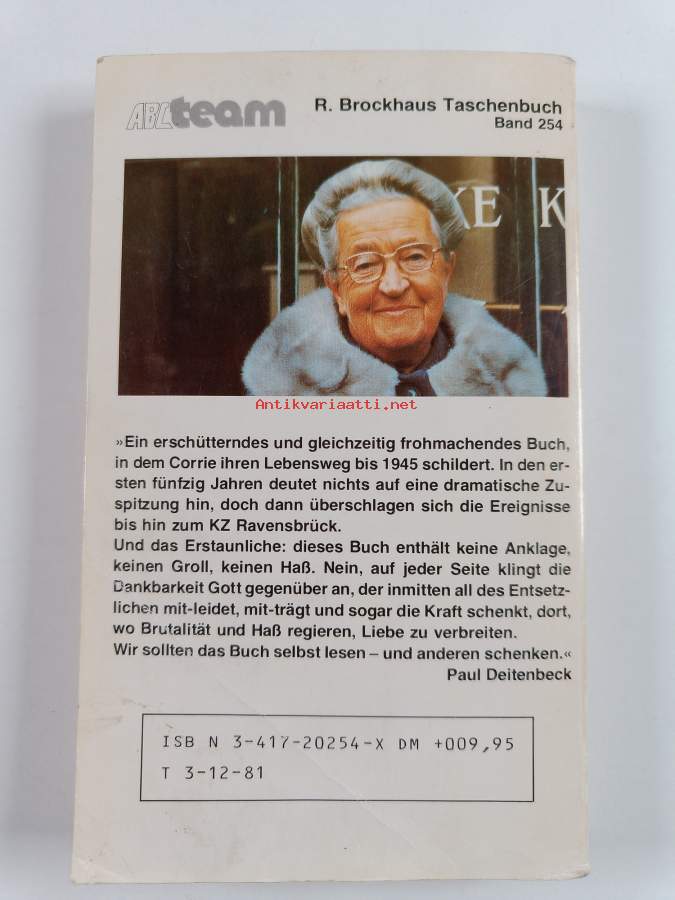 ABCteam
R. Brockhaus Taschenbuch
Band 254
KE K
Antikvariaatti.net
»Ein erschütterndes und gleichzeitig frohmachendes Buch,
in dem Corrie ihren Lebensweg bis 1945 schildert. In den er-
sten fünfzig Jahren deutet nichts auf eine dramatische Zu-
spitzung hin, doch dann überschlagen sich die Ereignisse
bis hin zum KZ Ravensbrück.
Und das Erstaunliche: dieses Buch enthält keine Anklage,
keinen Groll, keinen Haß. Nein, auf jeder Seite klingt die
Dankbarkeit Gott gegenüber an, der inmitten all des Entsetz-
lichen mit-leidet, mit-trägt und sogar die Kraft schenkt, dort,
wo Brutalität und Haß regieren, Liebe zu verbreiten.
Wir sollten das Buch selbst lesen – und anderen schenken.«
Paul Deitenbeck
ISB N 3-417-20254-X DM +009,95
T 3-12-81